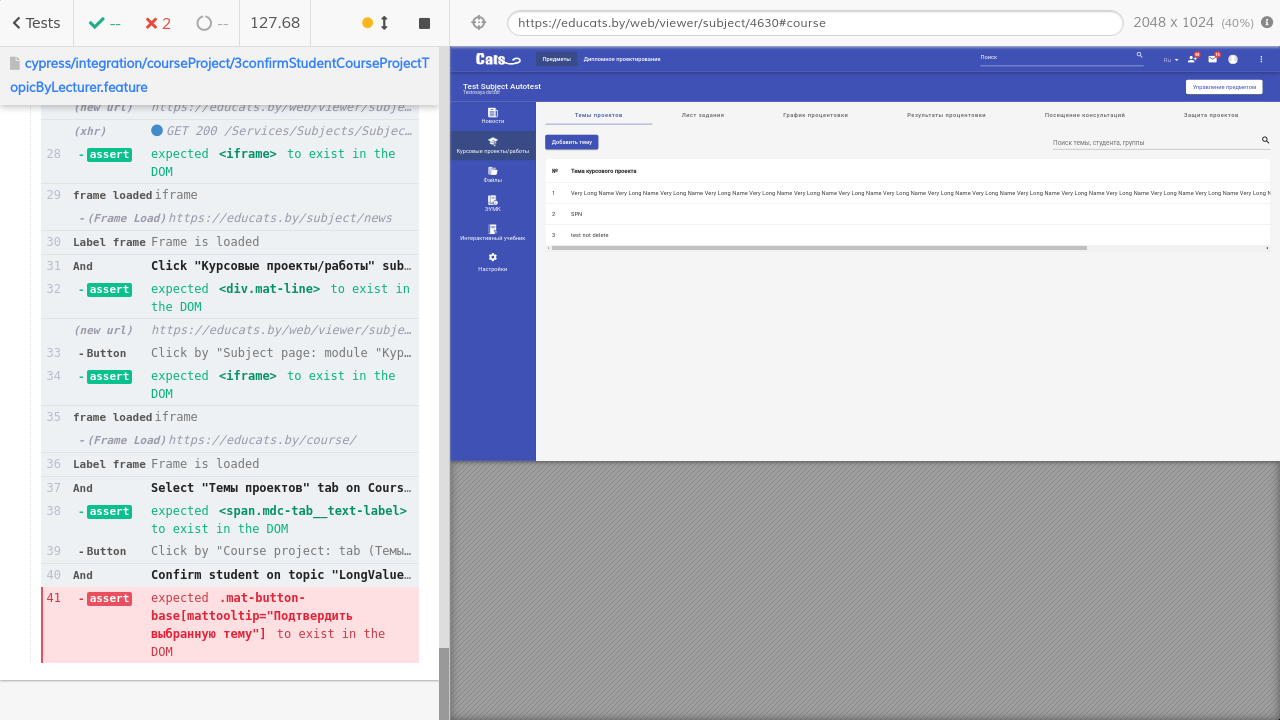 Tests
--
2
--
127.68
https://educats.by/web/viewer/subject/4630#course
2048 x 1024 (40%)
cypress/integration/courseProject/3confirmStudentCourseProjectT
opicByLecturer.feature
(new url) https://educats.by/web/viewer/subje…
(xhr) GET 200 /Services/Subjects/Subjec…
28 - assert expected <iframe> to exist in the
DOM
29 frame loaded iframe
- (Frame Load) https://educats.by/subject/news
30 Label frame Frame is loaded
31 And Click "Курсовые проекты/работы" sub…
32 - assert expected <div.mat-line> to exist in
the DOM
(new url) https://educats.by/web/viewer/subje…
33 - Button Click by "Subject page: module "Кур…
34 - assert expected <iframe> to exist in the
DOM
35 frame loaded iframe
- (Frame Load) https://educats.by/course/
36 Label frame Frame is loaded
37 And Select "Темы проектов" tab on Cours…
38 - assert expected <span.mdc-tab__text-label>
to exist in the DOM
39 - Button Click by "Course project: tab (Темы…
40 And Confirm student on topic "LongValue…
41 - assert expected .mat-button-
base[mattooltip="Подтвердить
выбранную тему"] to exist in the
DOM
Cats
Предметы
Дипломное проектирование
Поиск
Ru
Test Subject Autotest
Управление предметом
Новости
Курсовые проекты/работы
Файлы
ЭУМК
Интерактивный учебник
Настройки
Темы проектов
Лист задания
График процентовки
Результаты процентовки
Посещение консультаций
Защита проектов
Добавить тему
Поиск темы, студента, группы
№ Тема курсового проекта
1 Very Long Name Very Long Name Very Long Name Very Long Name Very Long Name Very Long Name Very Long Name Very Long Name Very Long Name Very Long Name Very Long Name Very Long Name Very Long Name Very Long Name Very Long Name Very Long N
2 SPN
3 test not delete